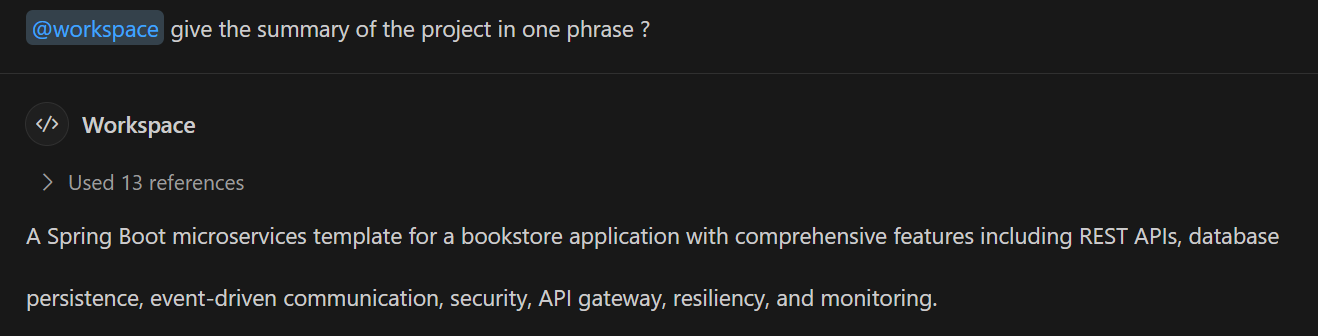 @workspace give the summary of the project in one phrase ?
Workspace
Used 13 references
A Spring Boot microservices template for a bookstore application with comprehensive features including REST APIs, database
persistence, event-driven communication, security, API gateway, resiliency, and monitoring.